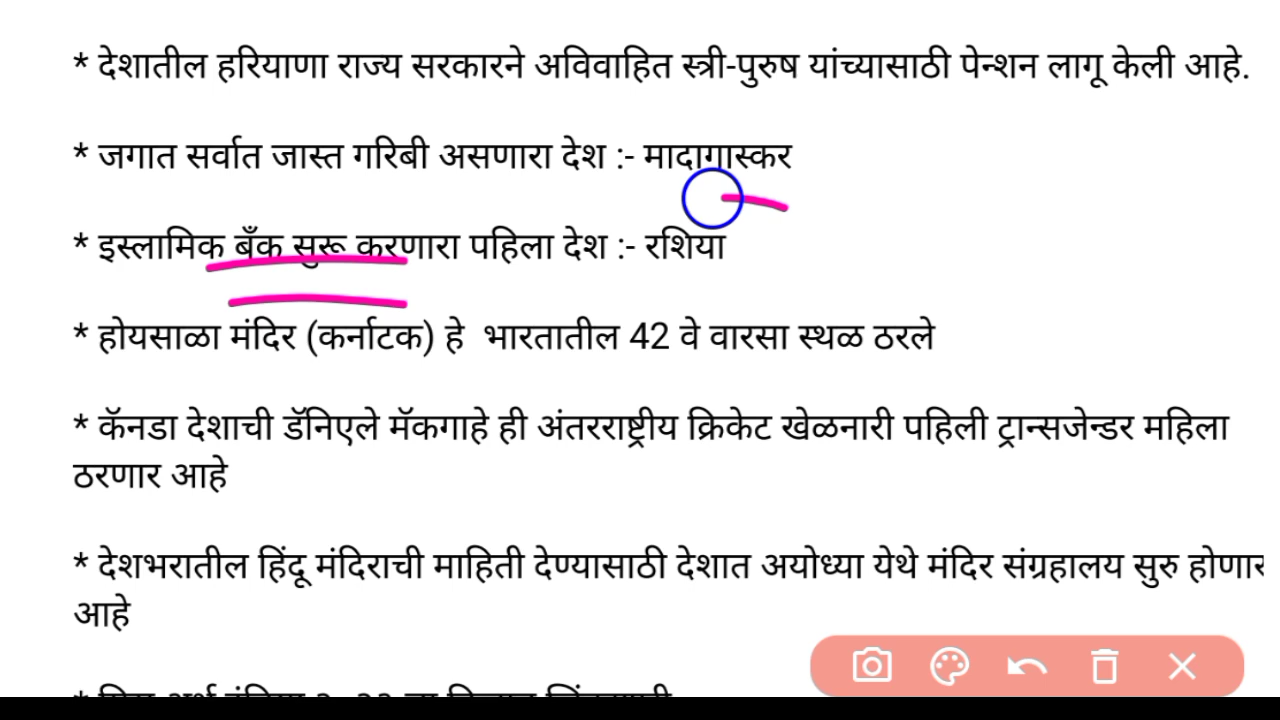 * देशातील हरियाणा राज्य सरकारने अविवाहित स्त्री-पुरुष यांच्यासाठी पेन्शन लागू केली आहे.
* जगात सर्वात जास्त गरिबी असणारा देश :- मादागास्कर
* इस्लामिक बँक सुरू करणारा पहिला देश :- रशिया
* होयसाळा मंदिर (कर्नाटक) हे भारतातील 42 वे वारसा स्थळ ठरले
* कॅनडा देशाची डॅनिएले मॅकगाहे ही अंतरराष्ट्रीय क्रिकेट खेळनारी पहिली ट्रान्सजेन्डर महिला
ठरणार आहे
* देशभरातील हिंदू मंदिराची माहिती देण्यासाठी देशात अयोध्या येथे मंदिर संग्रहालय सुरु होणार
आहे